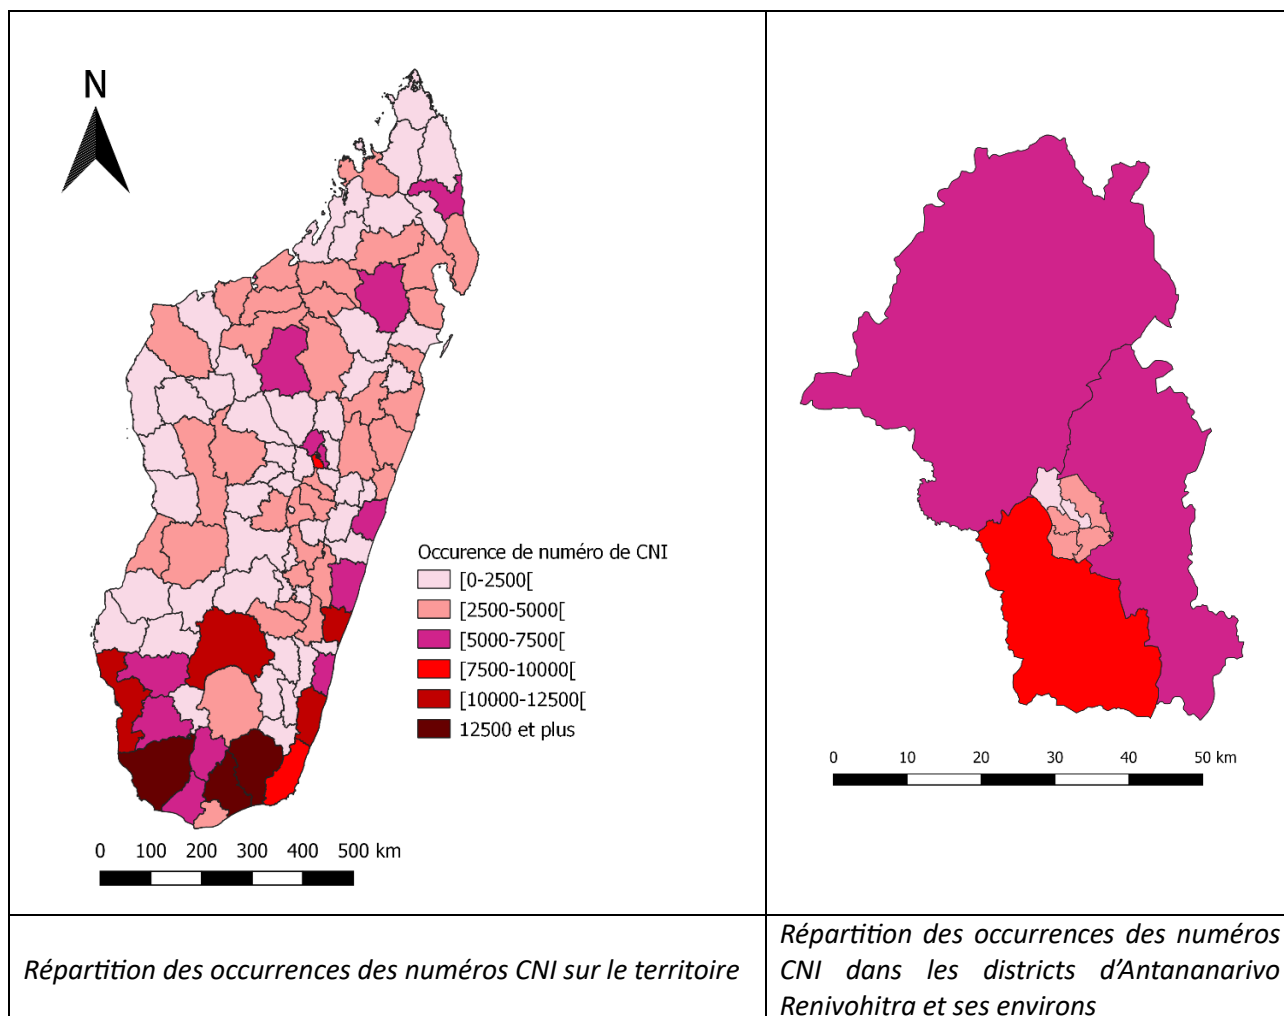 N
Occurence de numéro de CNI
[0-2500[
[2500-5000[
[5000-7500[
[7500-10000[
[10000-12500[
12500 et plus
0 100 200 300 400 500 km
0 10 20 30 40 50 km
Répartition des occurrences des numéros CNI sur le territoire
Répartition des occurrences des numéros
CNI dans les districts d’Antananarivo
Renivohitra et ses environs